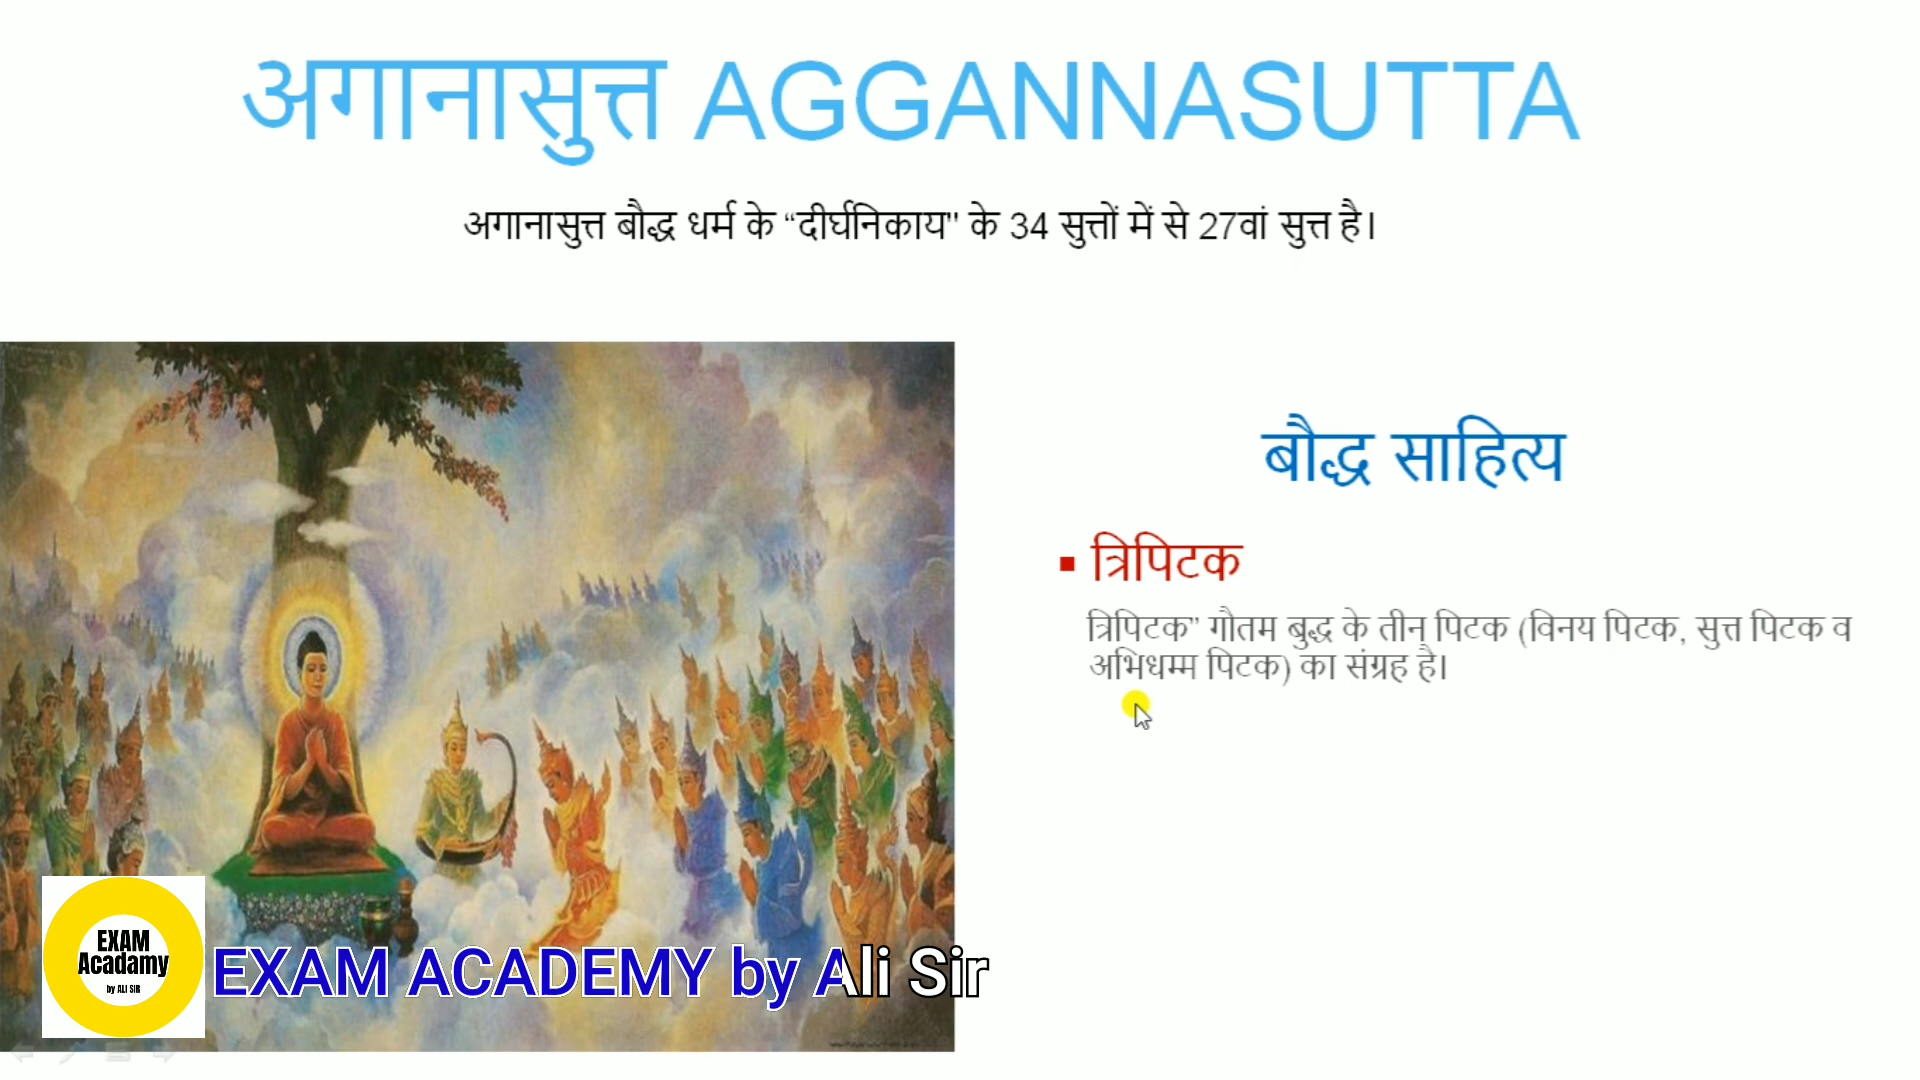 अगानासुत्त AGGANNASUTTA
अगानासुत्त बौद्ध धर्म के “दीर्घनिकाय" के 34 सुत्तों में से 27वां सुत्त है।
बौद्ध साहित्य
त्रिपिटक
त्रिपिटक” गौतम बुद्ध के तीन पिटक (विनय पिटक, सुत्त पिटक व
अभिधम्म पिटक) का संग्रह है।
EXAM
Acadamy
by ALI SIR
EXAM ACADEMY by Ali Sir